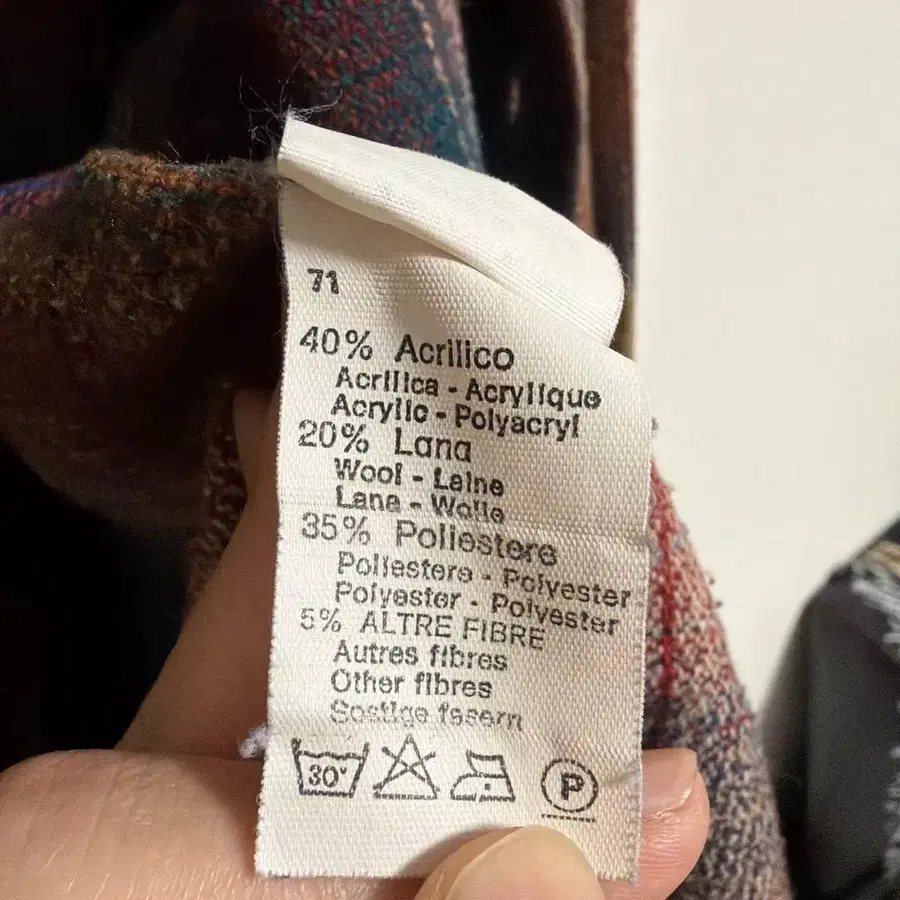 71
40% Acrilico
Acrilica - Acrylique
Acrylic - Polyacryl
20% Lana
Wool - Laine
Lana - Wolle
35% Poliestere
Poliestere - Polyester
Polyester - Polyester
5% ALTRE FIBRE
Autres fibres
Other fibres
Sostige fasern
30°
P